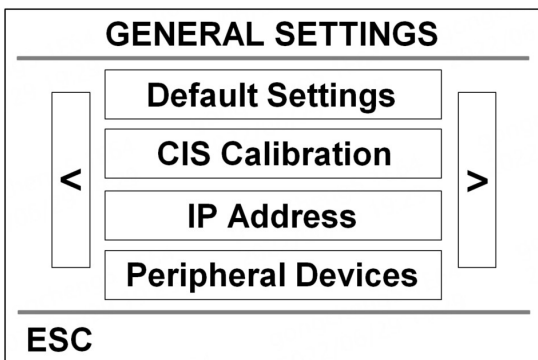 GENERAL SETTINGS
Default Settings
CIS Calibration
<
>
IP Address
Peripheral Devices
ESC